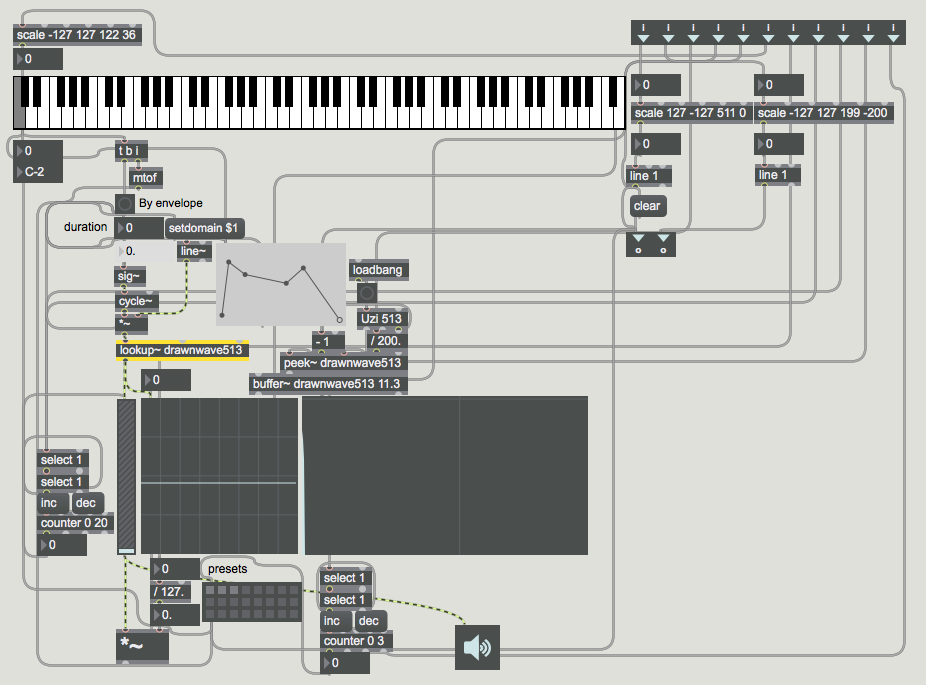 scale -127 127 122 36
i i i i i i i i i i i
0
0
0
scale 127 -127 511 0
scale -127 127 199 -200
0
0
0
C-2
t b i
mtof
line 1
line 1
By envelope
clear
duration
0
setdomain $1
o o
0.
line~
sig~
loadbang
cycle~
*~
Uzi 513
- 1
/ 200.
lookup~ drawnwave513
peek~ drawnwave513
0
buffer~ drawnwave513 11.3
select 1
select 1
inc
dec
counter 0 20
0
0
presets
select 1
/ 127.
select 1
0.
inc
dec
*~
counter 0 3
0